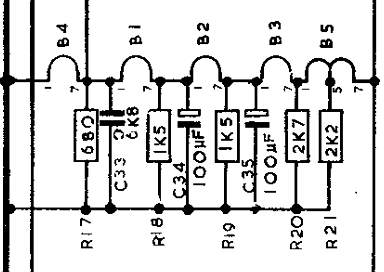 B4 B1 B2 B3 B5
1 7 1 7 1 7 1 7 1 5 7
680 6K8 1K5 100µF 1K5 100µF 2K7 2K2
C33 C34 C35
R17 R18 R19 R20 R21